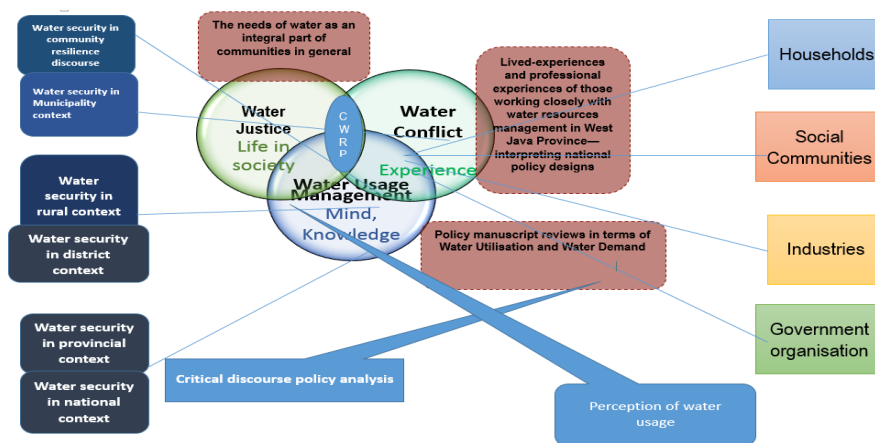 Water security in
community
resilience
discourse
Water security in
Municipality
context
Water
security in
rural context
Water security
in district
context
Water security
in provincial
context
Water security
in national
context
The needs of water as an
integral part of
communities in general
Water
Justice
Life in
society
CWRP
Water
Conflict
Experience
Water Usage
Management
Mind,
Knowledge
Lived-experiences
and professional
experiences of those
working closely with
water resources
management in West
Java Province—
interpreting national
policy designs
Policy manuscript reviews in terms of
Water Utilisation and Water Demand
Critical discourse policy analysis
Perception of water
usage
Households
Social
Communities
Industries
Government
organisation